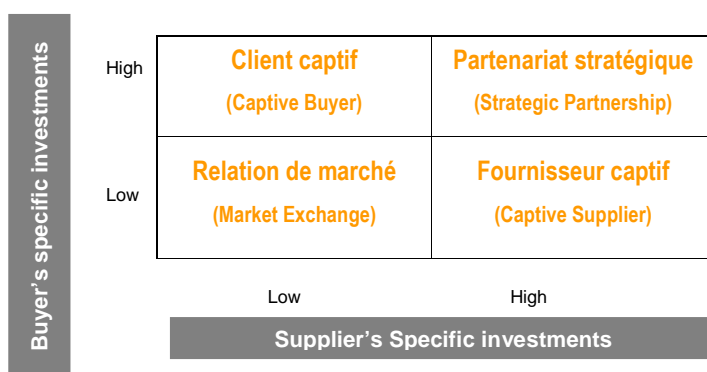 Buyer's specific investments
High
Client captif
(Captive Buyer)
Partenariat stratégique
(Strategic Partnership)
Low
Relation de marché
(Market Exchange)
Fournisseur captif
(Captive Supplier)
Low
High
Supplier's Specific investments